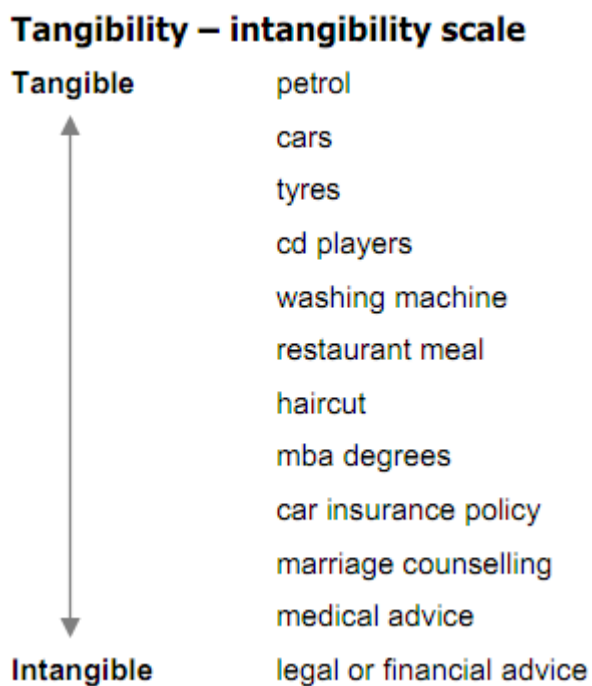 Tangibility – intangibility scale
Tangible petrol
cars
tyres
cd players
washing machine
restaurant meal
haircut
mba degrees
car insurance policy
marriage counselling
medical advice
Intangible legal or financial advice